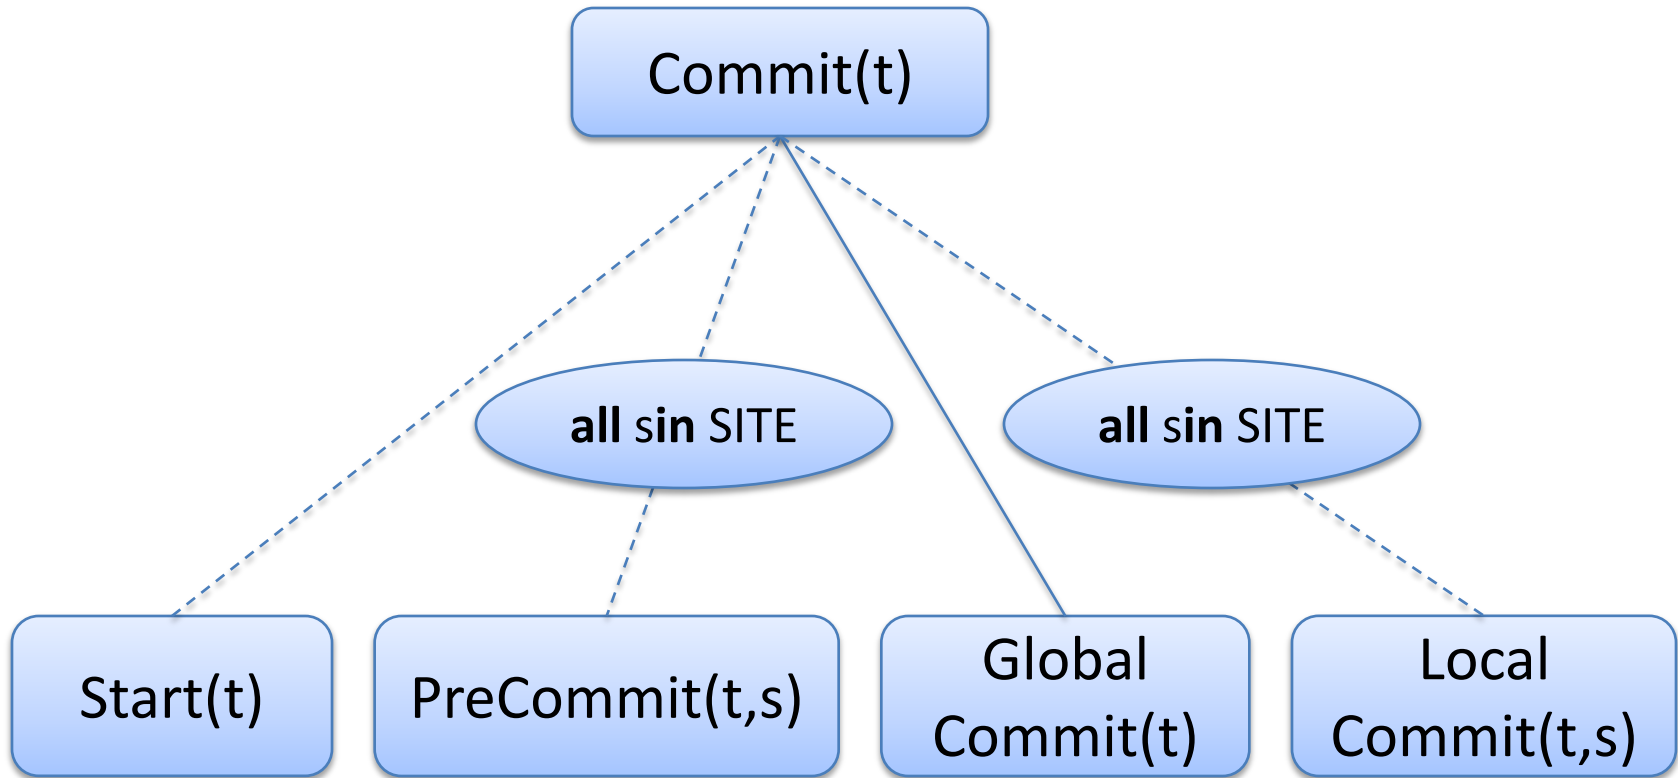 Commit(t)
all sin SITE
all sin SITE
Start(t)
PreCommit(t,s)
Global
Commit(t)
Local
Commit(t,s)